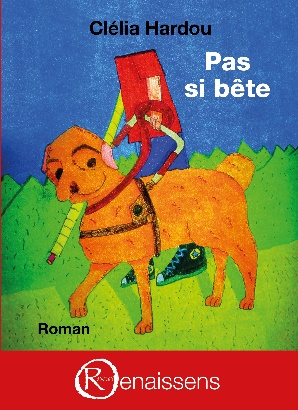 Clélia Hardou
Pas
si bête
Roman
Renaissens